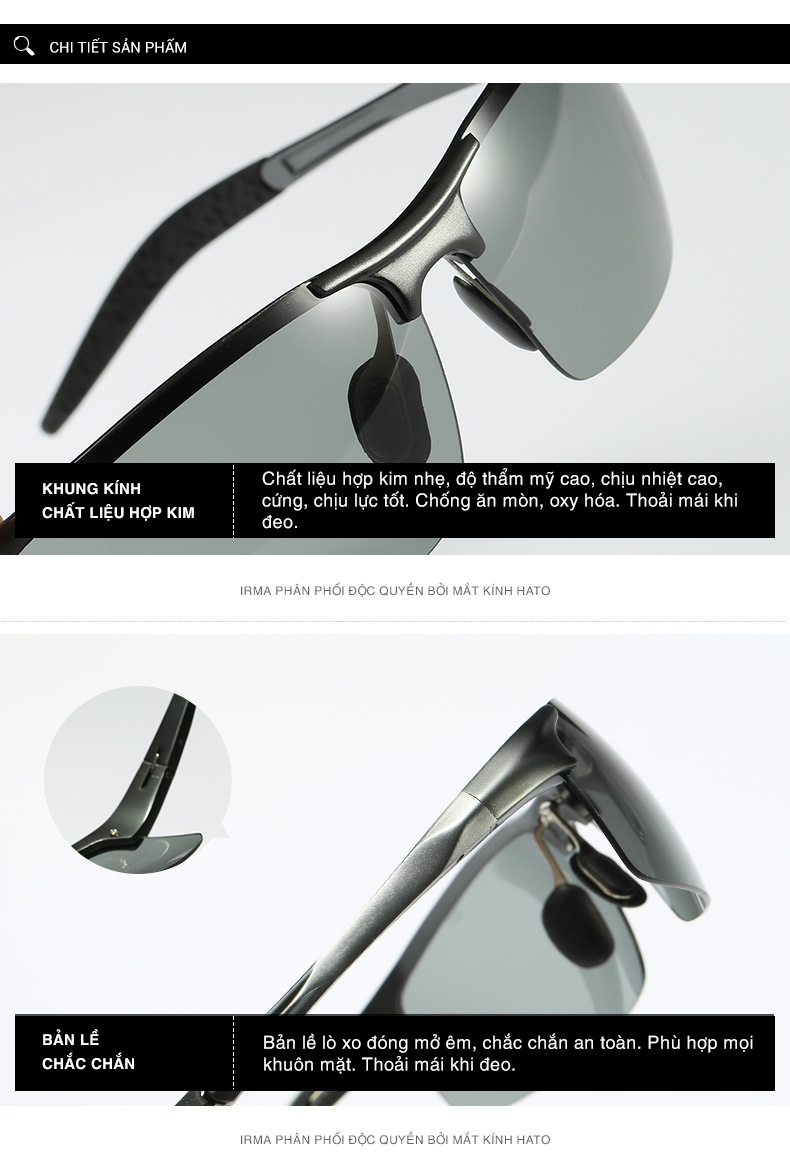 CHI TIẾT SẢN PHẨM
KHUNG KÍNH
CHẤT LIỆU HỢP KIM
Chất liệu hợp kim nhẹ, độ thẩm mỹ cao, chịu nhiệt cao,
cứng, chịu lực tốt. Chống ăn mòn, oxy hóa. Thoải mái khi
đeo.
IRMA PHÂN PHỐI ĐỘC QUYỀN BỞI MẮT KÍNH HATO
BẢN LỀ
CHẮC CHẮN
Bản lề lò xo đóng mở êm, chắc chắn an toàn. Phù hợp mọi
khuôn mặt. Thoải mái khi đeo.
IRMA PHÂN PHỐI ĐỘC QUYỀN BỞI MẮT KÍNH HATO